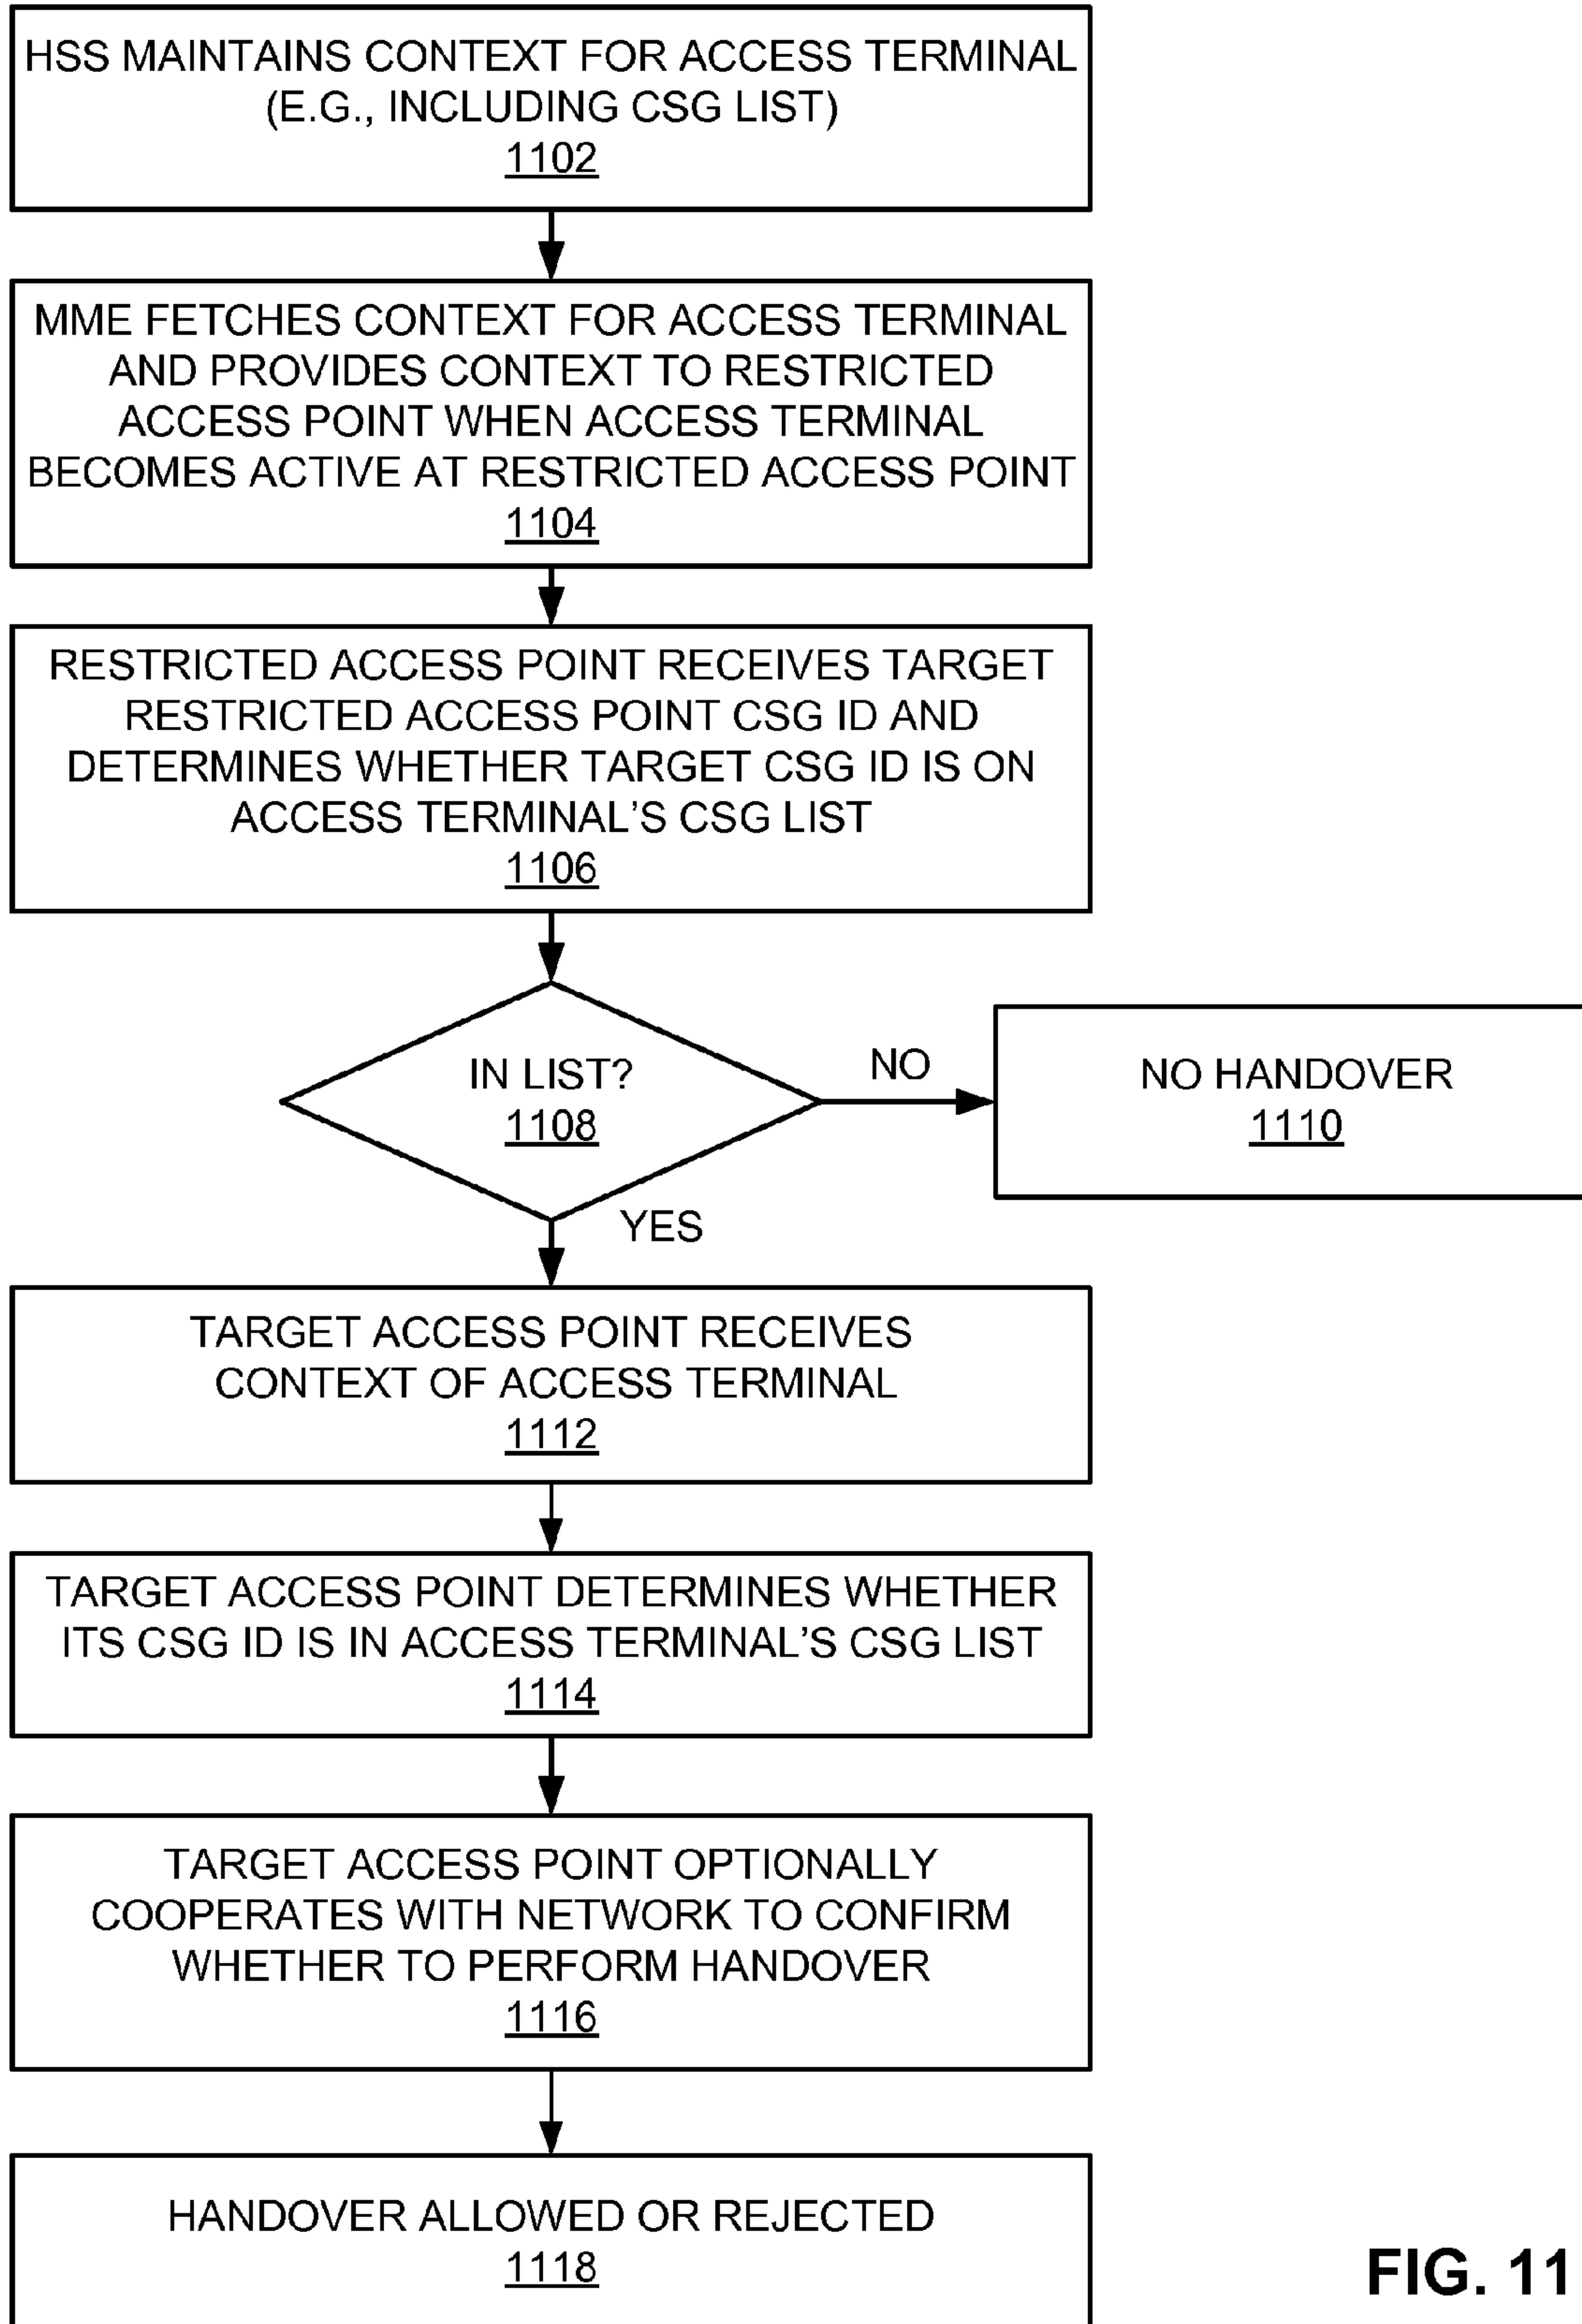 HSS MAINTAINS CONTEXT FOR ACCESS TERMINAL
(E.G., INCLUDING CSG LIST)
1102
MME FETCHES CONTEXT FOR ACCESS TERMINAL
AND PROVIDES CONTEXT TO RESTRICTED
ACCESS POINT WHEN ACCESS TERMINAL
BECOMES ACTIVE AT RESTRICTED ACCESS POINT
1104
RESTRICTED ACCESS POINT RECEIVES TARGET
RESTRICTED ACCESS POINT CSG ID AND
DETERMINES WHETHER TARGET CSG ID IS ON
ACCESS TERMINAL'S CSG LIST
1106
IN LIST?
1108
NO
NO HANDOVER
1110
YES
TARGET ACCESS POINT RECEIVES
CONTEXT OF ACCESS TERMINAL
1112
TARGET ACCESS POINT DETERMINES WHETHER
ITS CSG ID IS IN ACCESS TERMINAL'S CSG LIST
1114
TARGET ACCESS POINT OPTIONALLY
COOPERATES WITH NETWORK TO CONFIRM
WHETHER TO PERFORM HANDOVER
1116
HANDOVER ALLOWED OR REJECTED
1118
FIG. 11